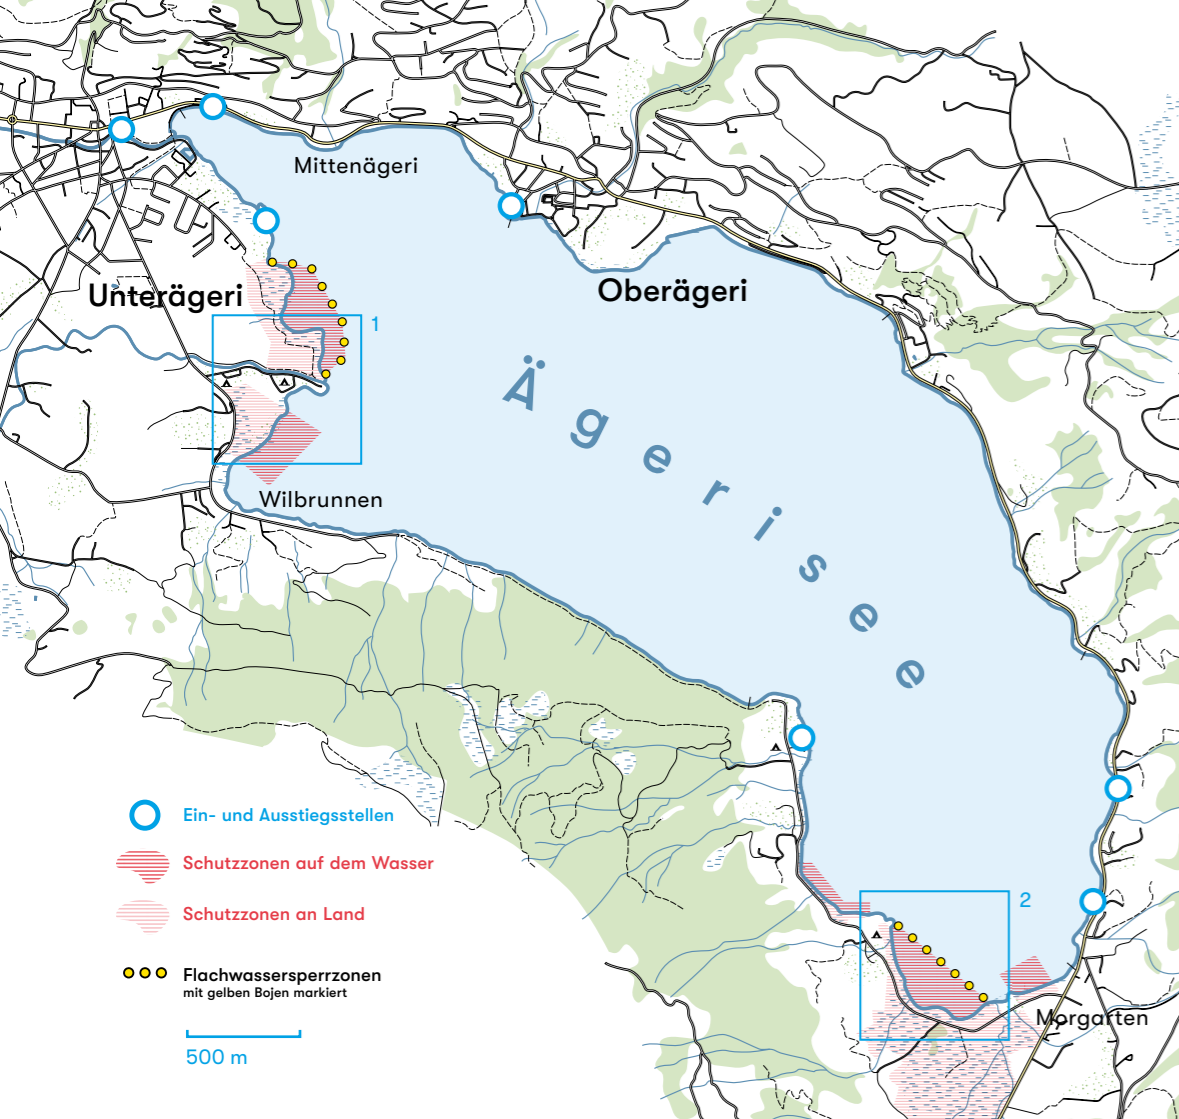 Mittenägeri
Unterägeri
Oberägeri
1
Ägerisee
Wilbrunnen
Ein- und Ausstiegsstellen
Schutzzonen auf dem Wasser
Schutzzonen an Land
Flachwassersperrzonen
mit gelben Bojen markiert
500 m
2
Morgarten